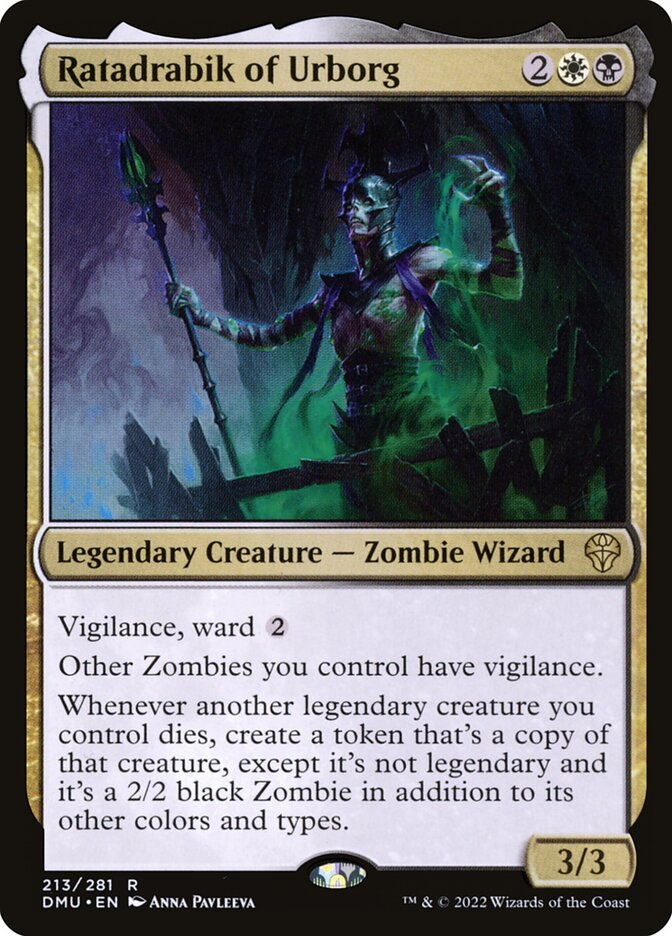 Ratadrabik of Urborg 2
Legendary Creature — Zombie Wizard
Vigilance, ward 2
Other Zombies you control have vigilance.
Whenever another legendary creature you
control dies, create a token that's a copy of
that creature, except it's not legendary and
it's a 2/2 black Zombie in addition to its
other colors and types.
3/3
213/281 R
DMU • EN Anna Pavleeva
™ & © 2022 Wizards of the Coast